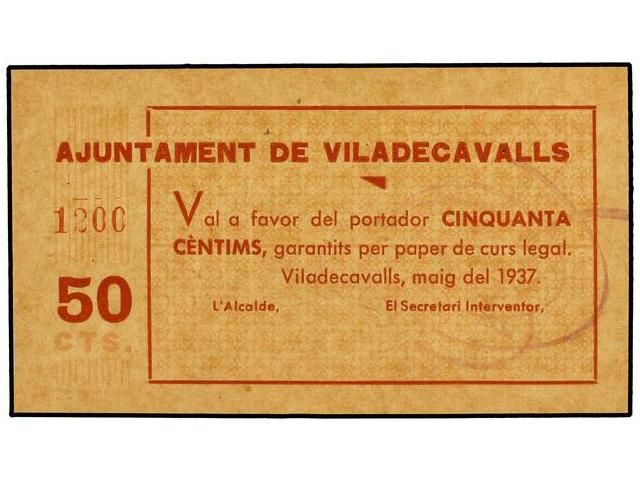 AJUNTAMENT DE VILADECAVALLS
1200
Val a favor del portador CINQUANTA
CÈNTIMS, garantits per paper de curs legal.
Viladecavalls, maig del 1937.
50
CTS.
L'Alcalde, El Secretari Interventor,